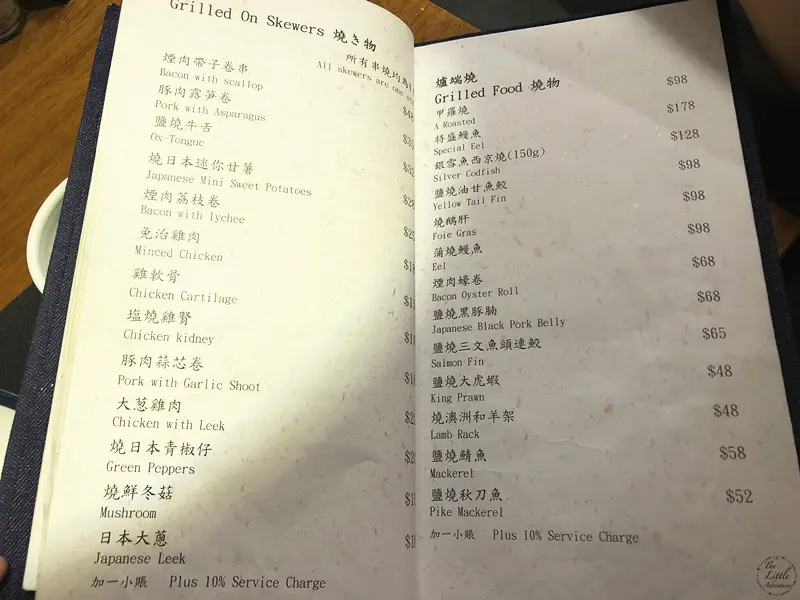 Grilled On Skewers 燒き物
所有串燒均為
All skewers are one
煙肉帶子卷串
Bacon with scallop
豚肉露笋卷
Pork with Asparagus
鹽燒牛舌
Ox-Tongue
燒日本迷你甘薯
Japanese Mini Sweet Potatoes
煙肉荔枝卷
Bacon with lychee
免治雞肉
Minced Chicken
雞軟骨
Chicken Cartilage
塩燒雞腎
Chicken kidney
豚肉蒜芯卷
Pork with Garlic Shoot
大葱雞肉
Chicken with Leek
燒日本青椒仔
Green Peppers
燒鮮冬菇
Mushroom
日本大蔥
Japanese Leek
加一小賬 Plus 10% Service Charge
爐端燒
Grilled Food 燒物
甲羅燒 $98
A Roasted
特盛鰻魚 $178
Special Eel
銀雪魚西京燒(150g) $128
Silver Codfish
鹽燒油甘魚鮫 $98
Yellow Tail Fin
燒鵝肝 $98
Foie Gras
蒲燒鰻魚 $98
Eel
煙肉蠔卷 $68
Bacon Oyster Roll
鹽燒黑豚腩 $68
Japanese Black Pork Belly
鹽燒三文魚頭連鮫 $65
Salmon Fin
鹽燒大虎蝦 $48
King Prawn
燒澳洲和羊架 $48
Lamb Rack
鹽燒鯖魚 $58
Mackerel
鹽燒秋刀魚 $52
Pike Mackerel
加一小賬 Plus 10% Service Charge
The Little Adventurer